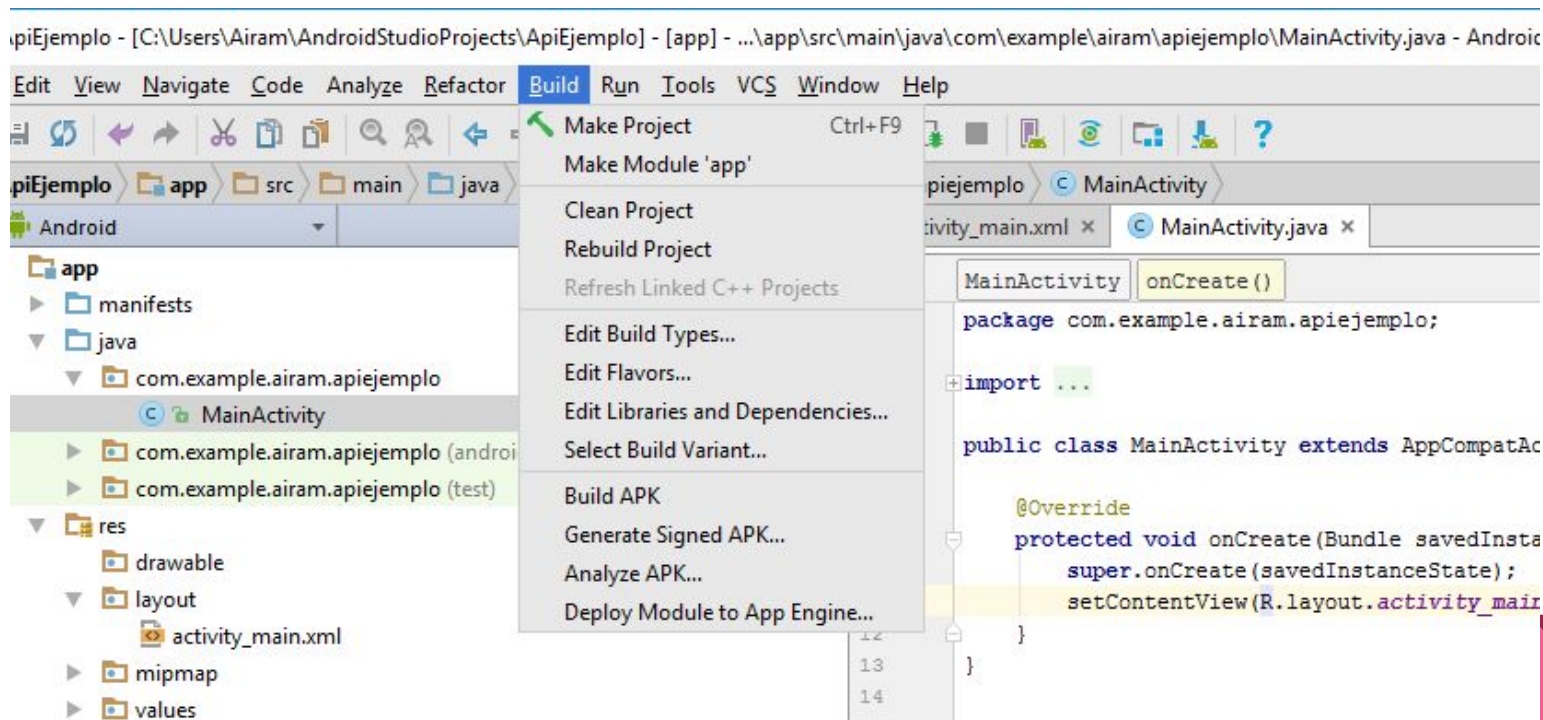 piEjemplo - [C:\Users\Airam\AndroidStudioProjects\ApiEjemplo] - [app] - ...\app\src\main\java\com\example\airam\apiejemplo\MainActivity.java - Android
Edit View Navigate Code Analyze Refactor Build Run Tools VCS Window Help
piEjemplo app src main java
piejemplo MainActivity
Android
tivity_main.xml MainActivity.java
Make Project Ctrl+F9
Make Module 'app'
Clean Project
Rebuild Project
Refresh Linked C++ Projects
Edit Build Types...
Edit Flavors...
Edit Libraries and Dependencies...
Select Build Variant...
Build APK
Generate Signed APK...
Analyze APK...
Deploy Module to App Engine...
app
manifests
java
com.example.airam.apiejemplo
MainActivity
com.example.airam.apiejemplo (androi
com.example.airam.apiejemplo (test)
res
drawable
layout
activity_main.xml
mipmap
values
MainActivity onCreate()
package com.example.airam.apiejemplo;
import ...
public class MainActivity extends AppCompatAc
@Override
protected void onCreate(Bundle savedInsta
super.onCreate(savedInstanceState);
setContentView(R.layout.activity_main
12 }
13 }
14